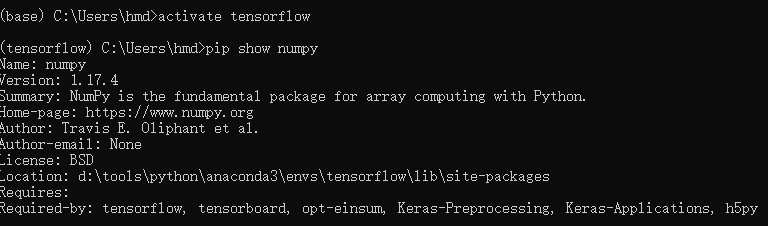 (base) C:\Users\hmd>activate tensorflow
(tensorflow) C:\Users\hmd>pip show numpy
Name: numpy
Version: 1.17.4
Summary: NumPy is the fundamental package for array computing with Python.
Home-page: https://www.numpy.org
Author: Travis E. Oliphant et al.
Author-email: None
License: BSD
Location: d:\tools\python\anaconda3\envs\tensorflow\lib\site-packages
Requires:
Required-by: tensorflow, tensorboard, opt-einsum, Keras-Preprocessing, Keras-Applications, h5py